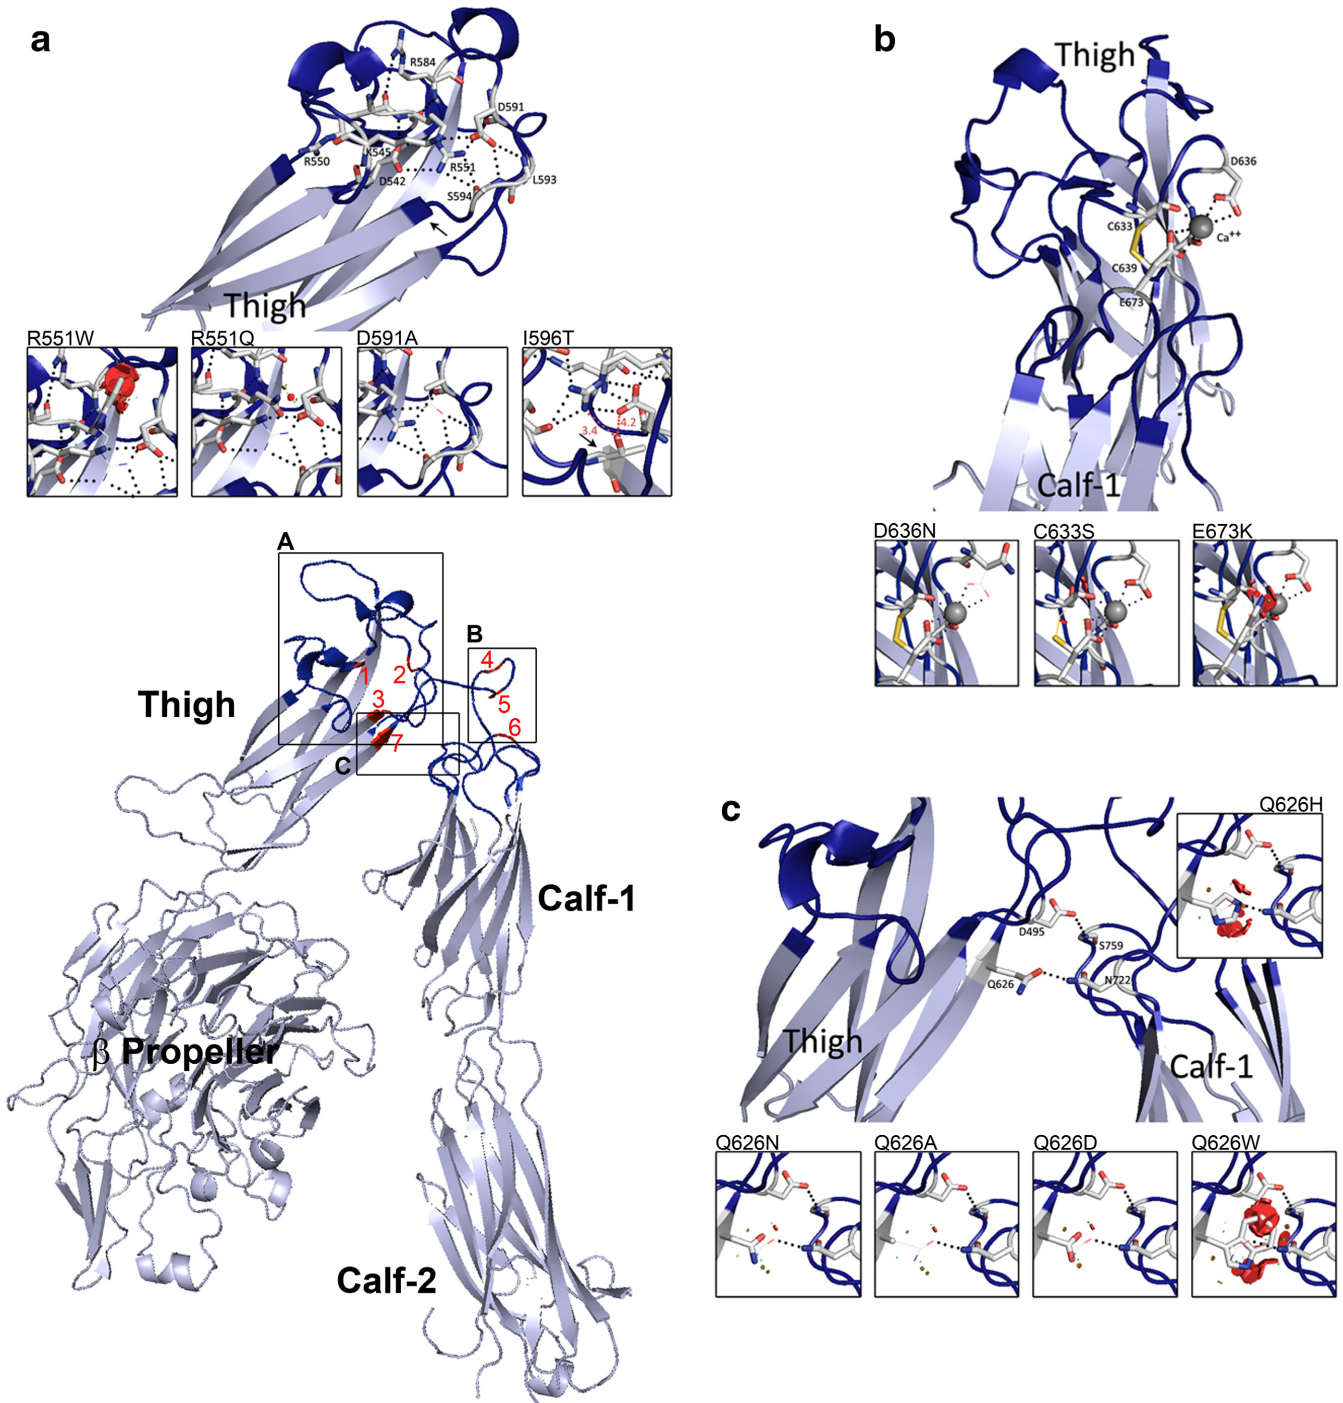 a
R584
D591
R550
K545
D542
R551
S594
L593
Thigh
R551W
R551Q
D591A
I596T
3.4
4.2
b
Thigh
D636
C633
Ca++
C639
E673
Calf-1
D636N
C633S
E673K
A
B
C
1
2
3
4
5
6
7
Thigh
Calf-1
β Propeller
Calf-2
c
Q626H
D495
S759
Q626
N722
Thigh
Calf-1
Q626N
Q626A
Q626D
Q626W